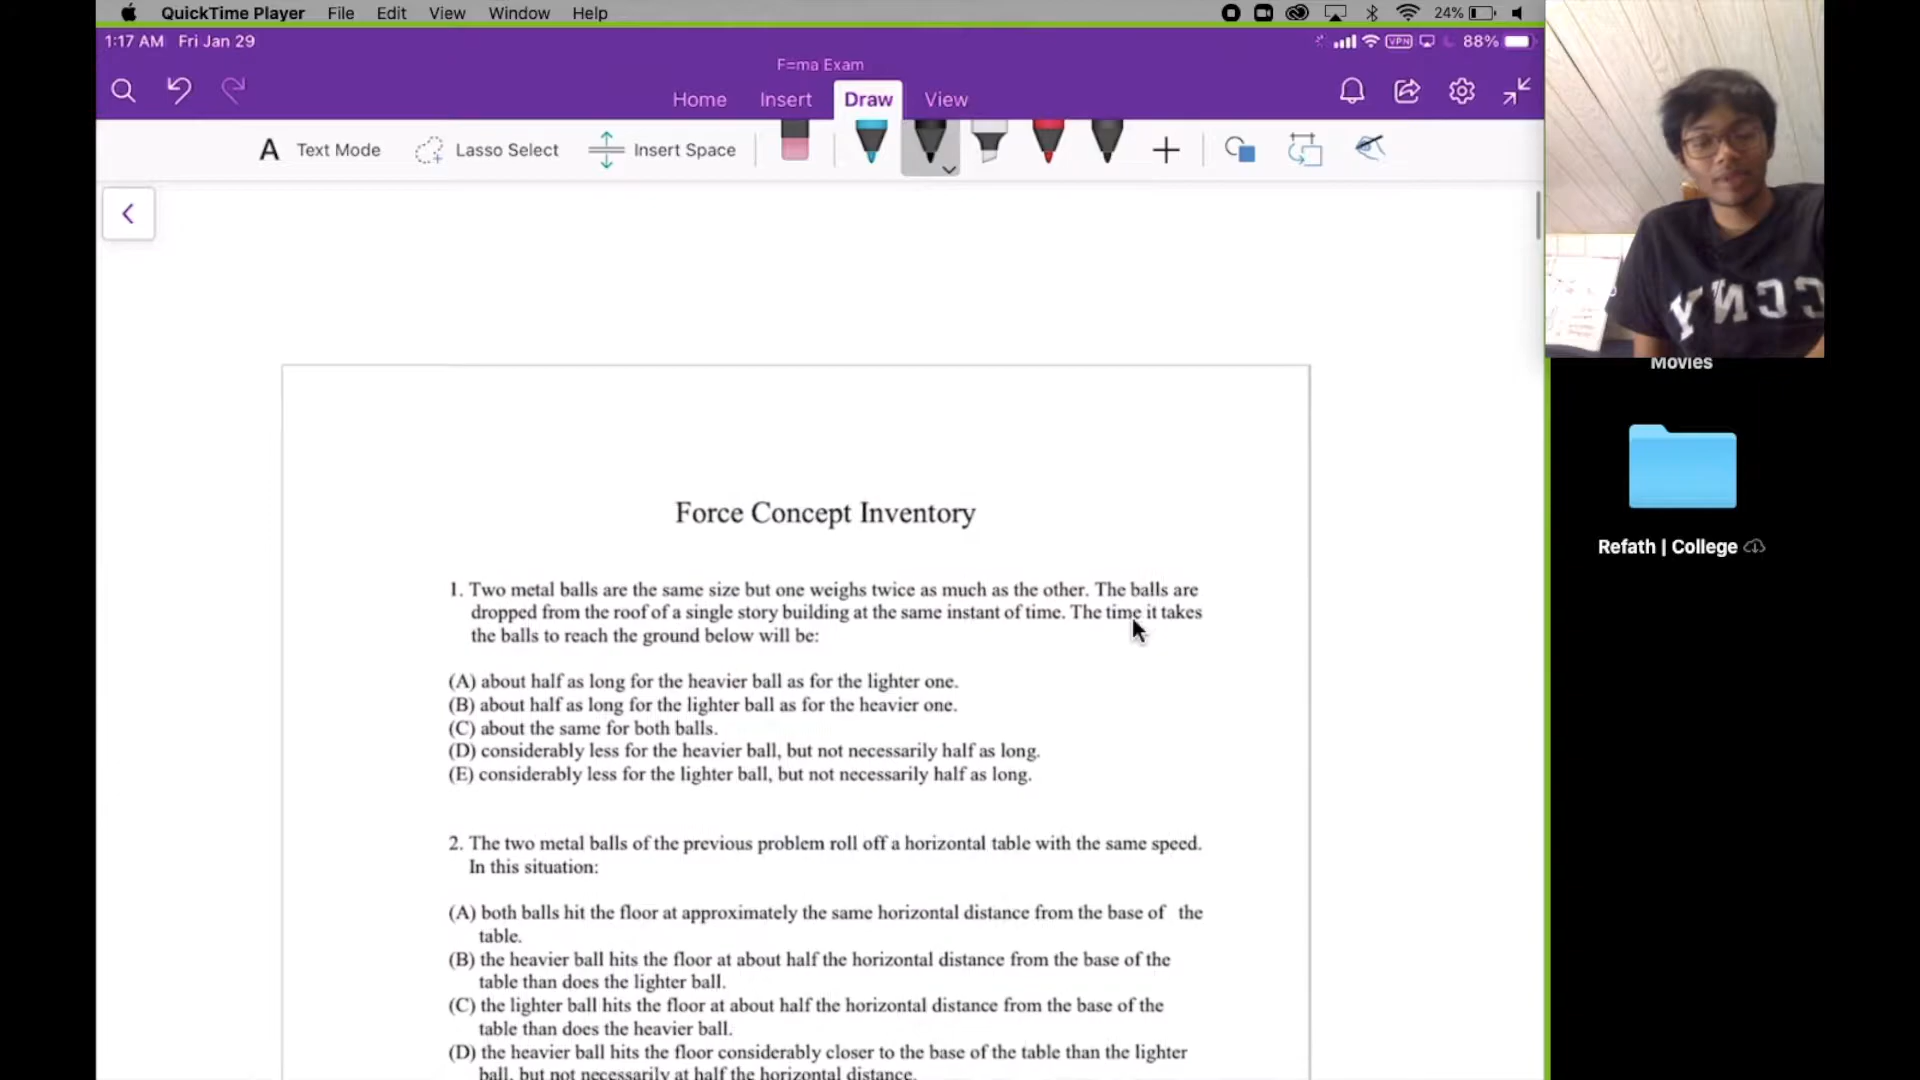 QuickTime Player File Edit View Window Help 24%
1:17 AM Fri Jan 29 VPN 88%
F=ma Exam
Home Insert Draw View
A Text Mode Lasso Select Insert Space
Force Concept Inventory
1. Two metal balls are the same size but one weighs twice as much as the other. The balls are
dropped from the roof of a single story building at the same instant of time. The time it takes
the balls to reach the ground below will be:
(A) about half as long for the heavier ball as for the lighter one.
(B) about half as long for the lighter ball as for the heavier one.
(C) about the same for both balls.
(D) considerably less for the heavier ball, but not necessarily half as long.
(E) considerably less for the lighter ball, but not necessarily half as long.
2. The two metal balls of the previous problem roll off a horizontal table with the same speed.
In this situation:
(A) both balls hit the floor at approximately the same horizontal distance from the base of the
table.
(B) the heavier ball hits the floor at about half the horizontal distance from the base of the
table than does the lighter ball.
(C) the lighter ball hits the floor at about half the horizontal distance from the base of the
table than does the heavier ball.
(D) the heavier ball hits the floor considerably closer to the base of the table than the lighter
ball, but not necessarily at half the horizontal distance.
CCNY
Movies
Refath | College